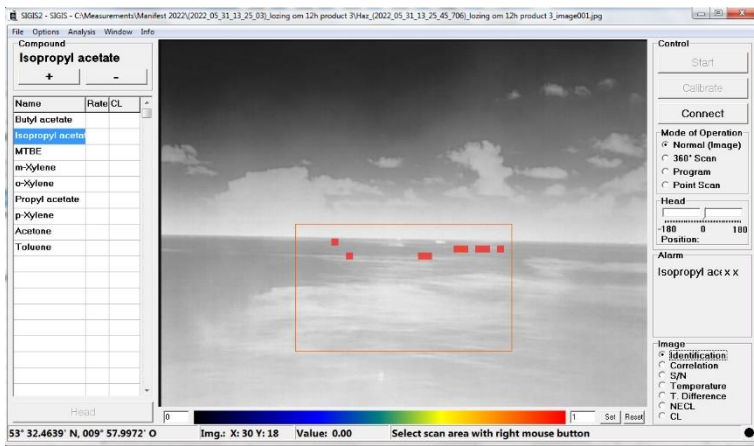 SIGIS2 - SIGIS - C:\Measurements\Manifest 2022\(2022_05_31_13_25_03)_lozing om 12h product 3\Haz_(2022_05_31_13_25_45_706)_lozing om 12h product 3_image001.jpg
File Options Analysis Window Info
Compound
Isopropyl acetate
+ -
Name Rate CL
Butyl acetate
Isopropyl acetat
MTBE
m-Xylene
o-Xylene
Propyl acetate
p-Xylene
Acetone
Toluene
Head
0 1 Set Reset
Control
Start
Calibrate
Connect
Mode of Operation
Normal (Image)
360° Scan
Program
Point Scan
Head
-180 0 180
Position:
Alarm
Isopropyl ace x x
Image
Identification
Correlation
S/N
Temperature
T. Difference
NECL
CL
53° 32.4639' N, 009° 57.9972' O Img.: X: 30 Y: 18 Value: 0.00 Select scan area with right mouse button